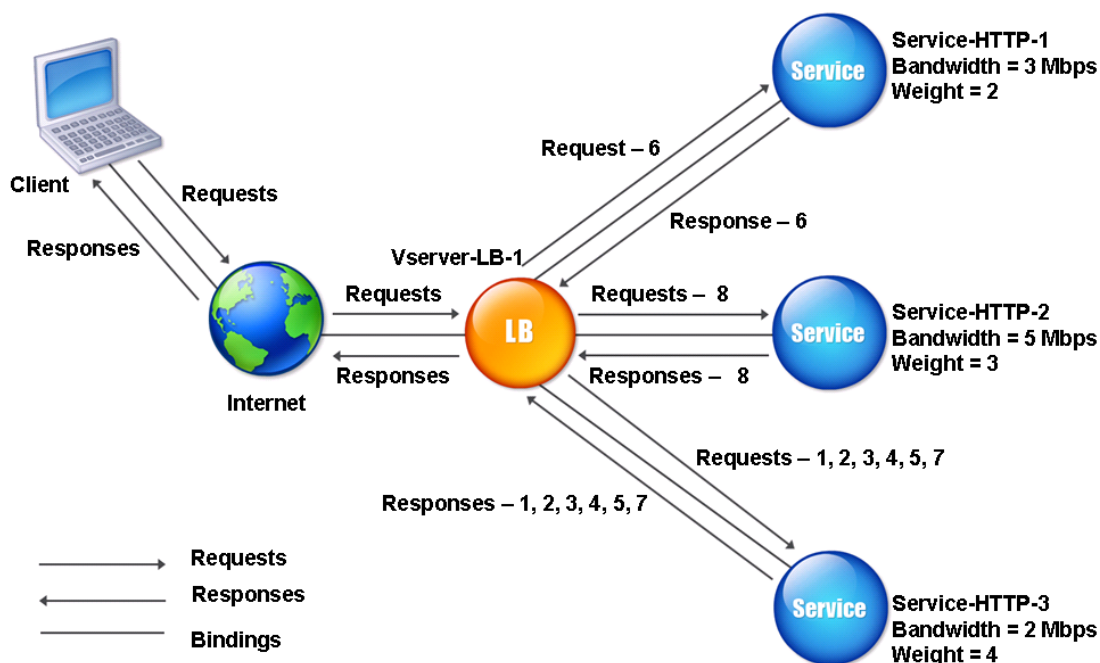 Service-HTTP-1
Bandwidth = 3 Mbps
Weight = 2
Service
Request – 6
Client
Requests
Responses
Response – 6
Vserver-LB-1
Requests
Requests – 8
Service-HTTP-2
Bandwidth = 5 Mbps
Weight = 3
LB
Service
Responses
Responses – 8
Internet
Requests – 1, 2, 3, 4, 5, 7
Responses – 1, 2, 3, 4, 5, 7
Requests
Responses
Bindings
Service
Service-HTTP-3
Bandwidth = 2 Mbps
Weight = 4